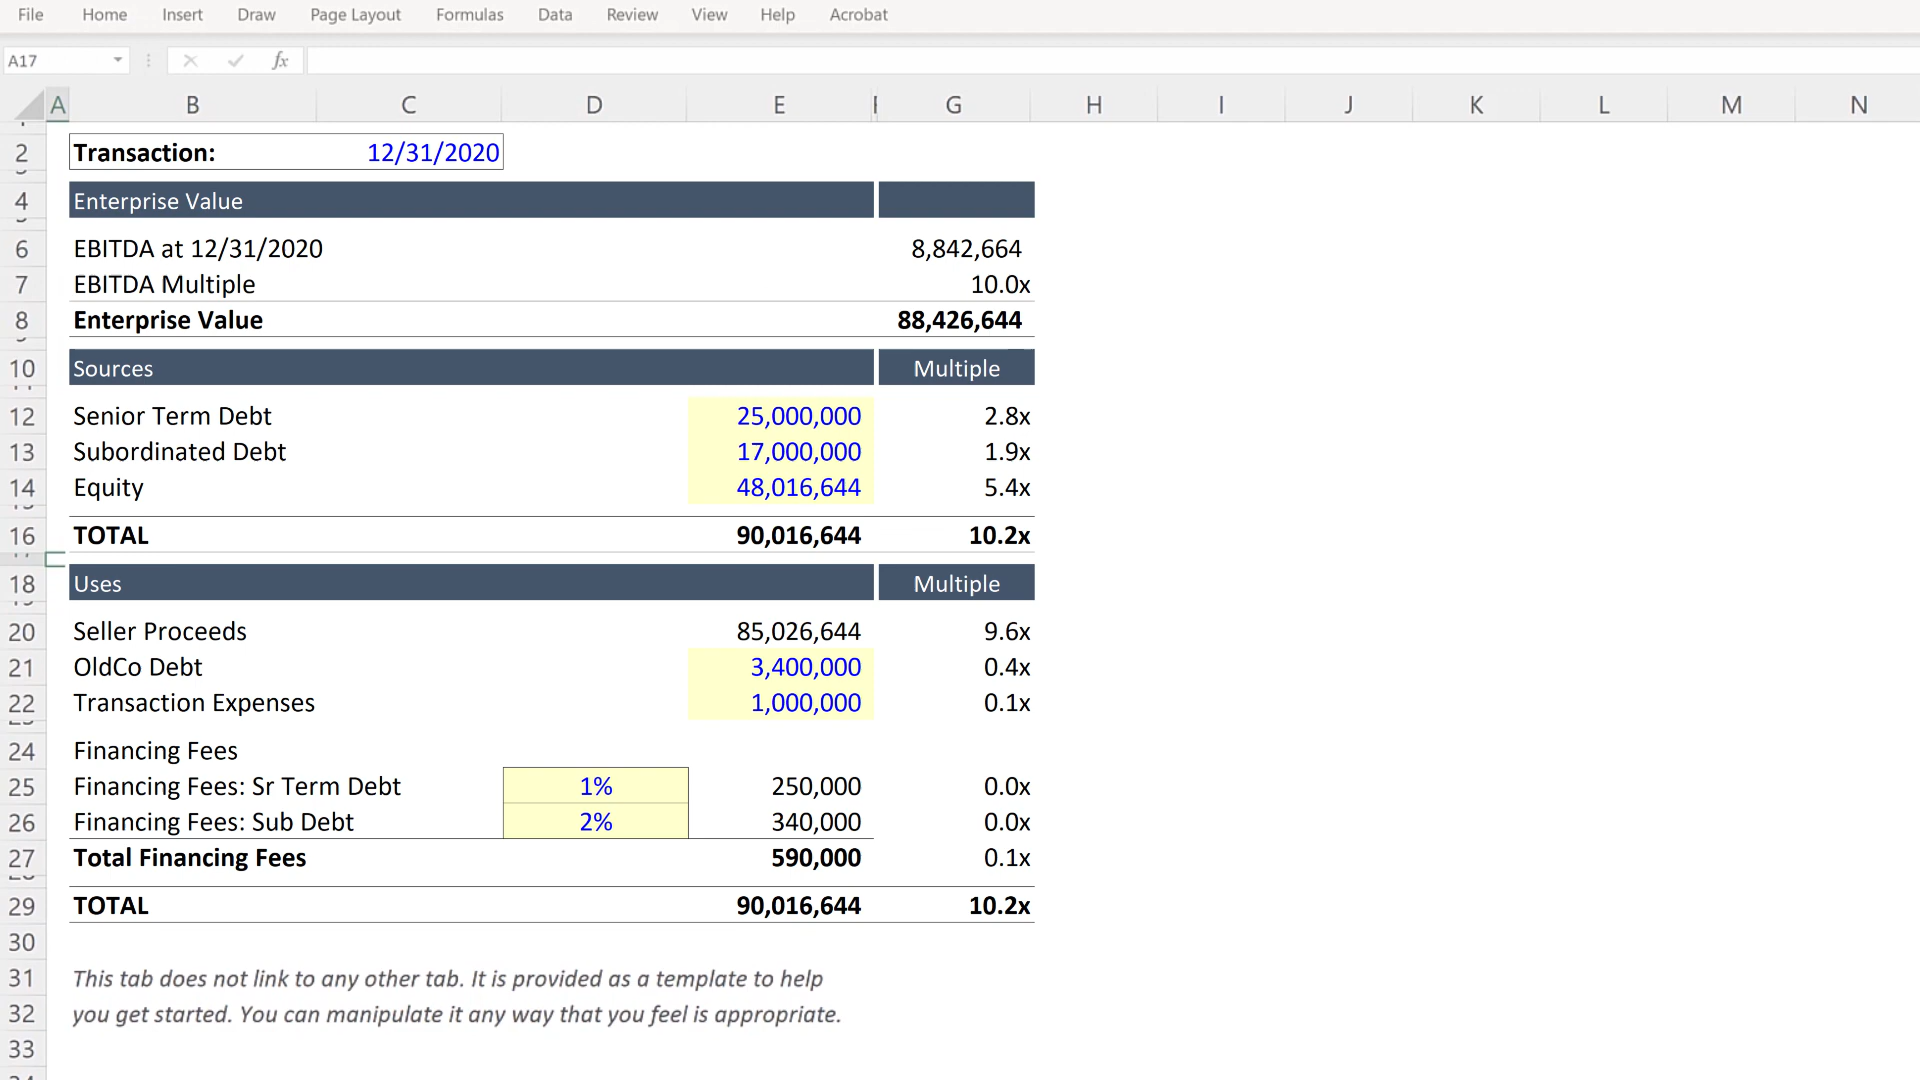 File Home Insert Draw Page Layout Formulas Data Review View Help Acrobat
A17 fx
A B C D E F G H I J K L M N
2 Transaction: 12/31/2020
4 Enterprise Value
6 EBITDA at 12/31/2020 8,842,664
7 EBITDA Multiple 10.0x
8 Enterprise Value 88,426,644
10 Sources Multiple
12 Senior Term Debt 25,000,000 2.8x
13 Subordinated Debt 17,000,000 1.9x
14 Equity 48,016,644 5.4x
16 TOTAL 90,016,644 10.2x
18 Uses Multiple
20 Seller Proceeds 85,026,644 9.6x
21 OldCo Debt 3,400,000 0.4x
22 Transaction Expenses 1,000,000 0.1x
24 Financing Fees
25 Financing Fees: Sr Term Debt 1% 250,000 0.0x
26 Financing Fees: Sub Debt 2% 340,000 0.0x
27 Total Financing Fees 590,000 0.1x
29 TOTAL 90,016,644 10.2x
30
31 This tab does not link to any other tab. It is provided as a template to help
32 you get started. You can manipulate it any way that you feel is appropriate.
33